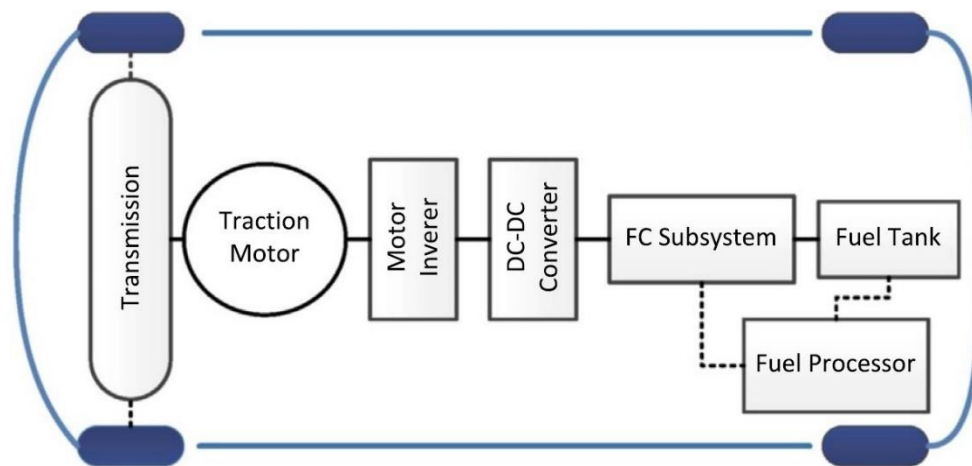 Transmission
Traction
Motor
Motor
Inverer
DC-DC
Converter
FC Subsystem
Fuel Tank
Fuel Processor